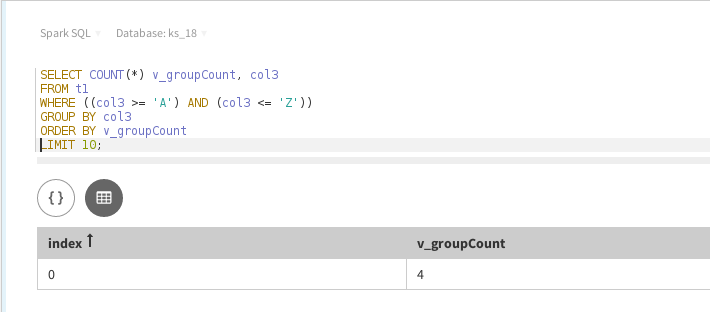 Spark SQL Database: ks_18
SELECT COUNT(*) v_groupCount, col3
FROM t1
WHERE ((col3 >= 'A') AND (col3 <= 'Z'))
GROUP BY col3
ORDER BY v_groupCount
LIMIT 10;
{ }
index ↑ v_groupCount
0 4